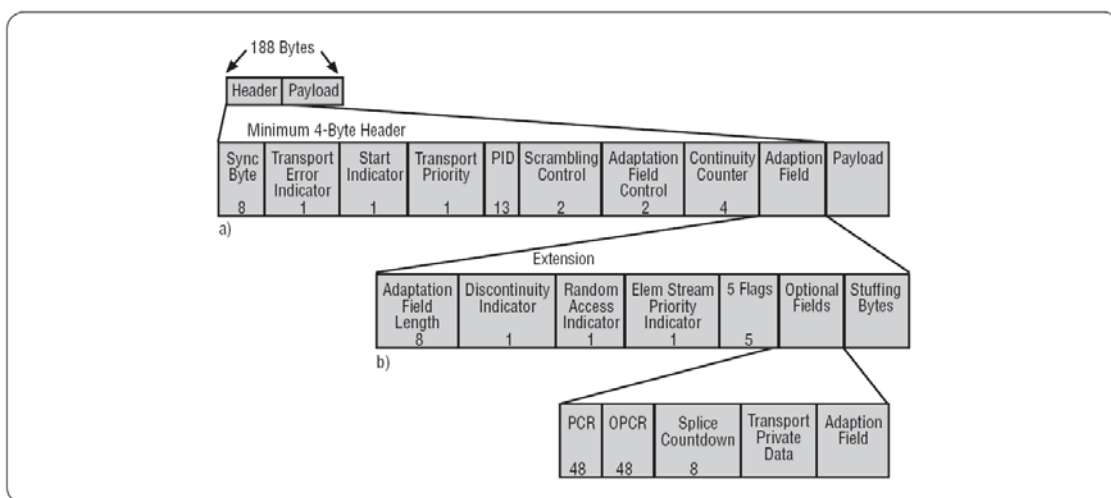 188 Bytes
Header Payload
Minimum 4-Byte Header
Sync Byte 8
Transport Error Indicator 1
Start Indicator 1
Transport Priority 1
PID 13
Scrambling Control 2
Adaptation Field Control 2
Continuity Counter 4
Adaption Field
Payload
a)
Extension
Adaptation Field Length 8
Discontinuity Indicator 1
Random Access Indicator 1
Elem Stream Priority Indicator 1
5 Flags 5
Optional Fields
Stuffing Bytes
b)
PCR 48
OPCR 48
Splice Countdown 8
Transport Private Data
Adaption Field